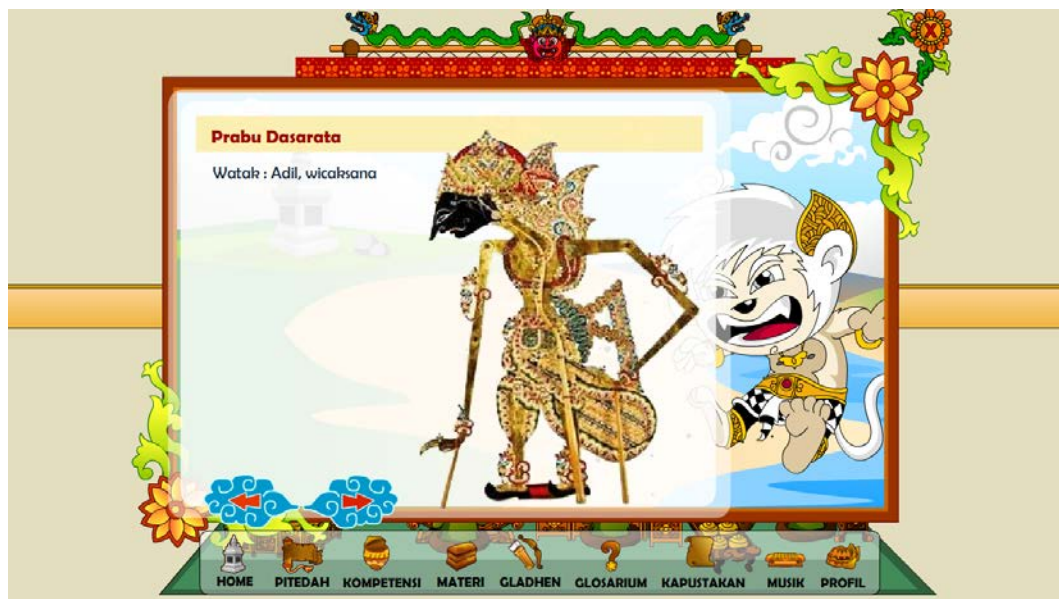 X
Prabu Dasarata
Watak : Adil, wicaksana
HOME PITEDAH KOMPETENSI MATERI GLADHEN GLOSARIUM KAPUSTAKAN MUSIK PROFIL